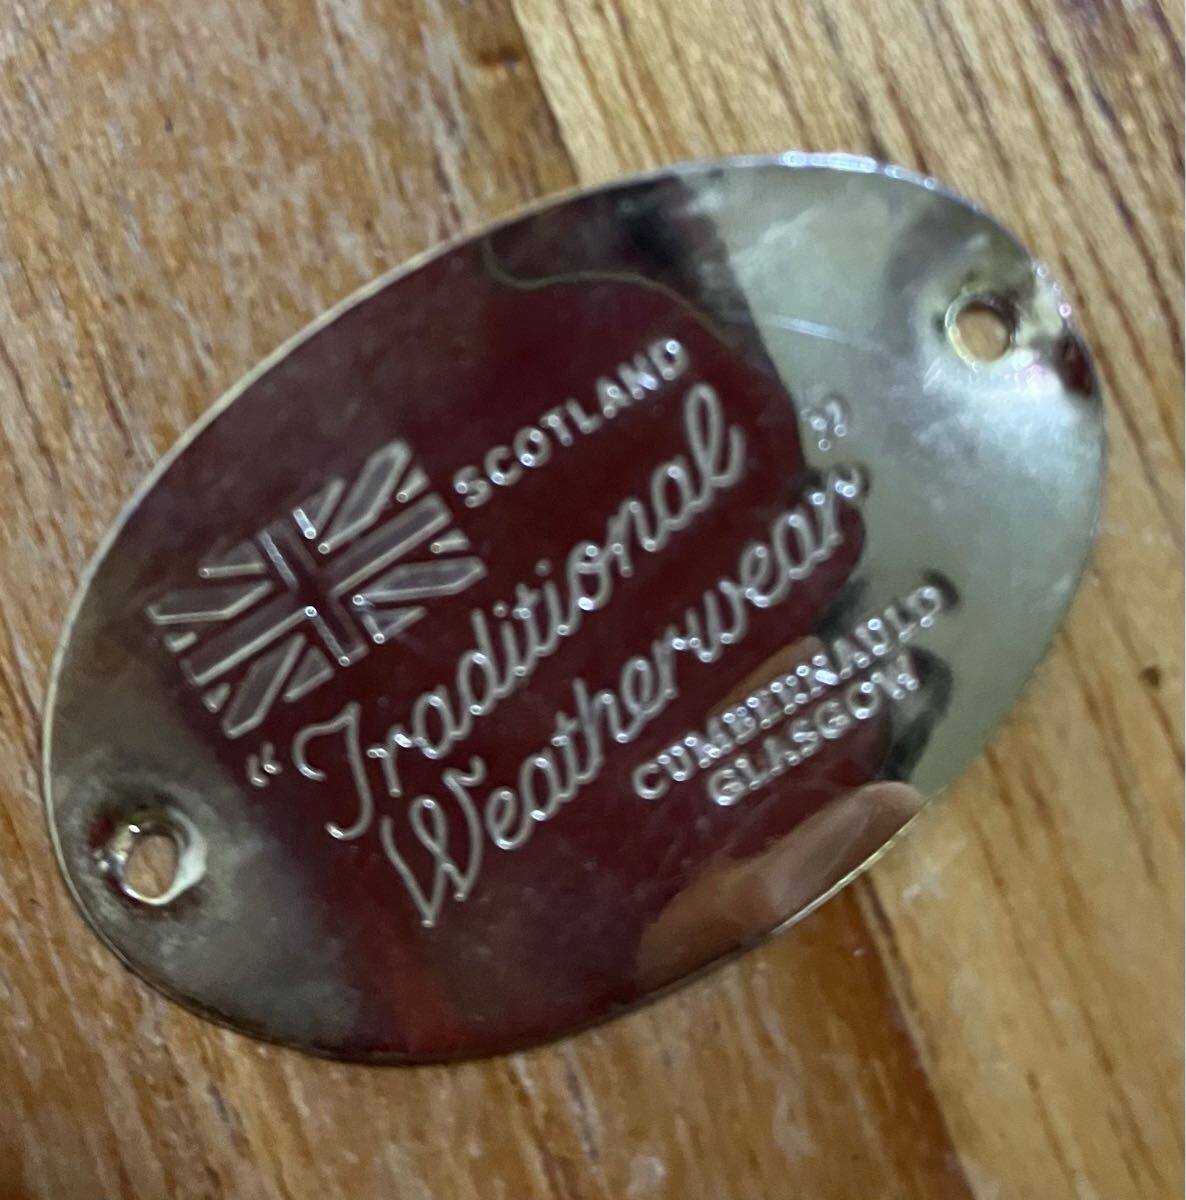 SCOTLAND
"Traditional
Weatherwear"
CUMBERNAULD
GLASGOW